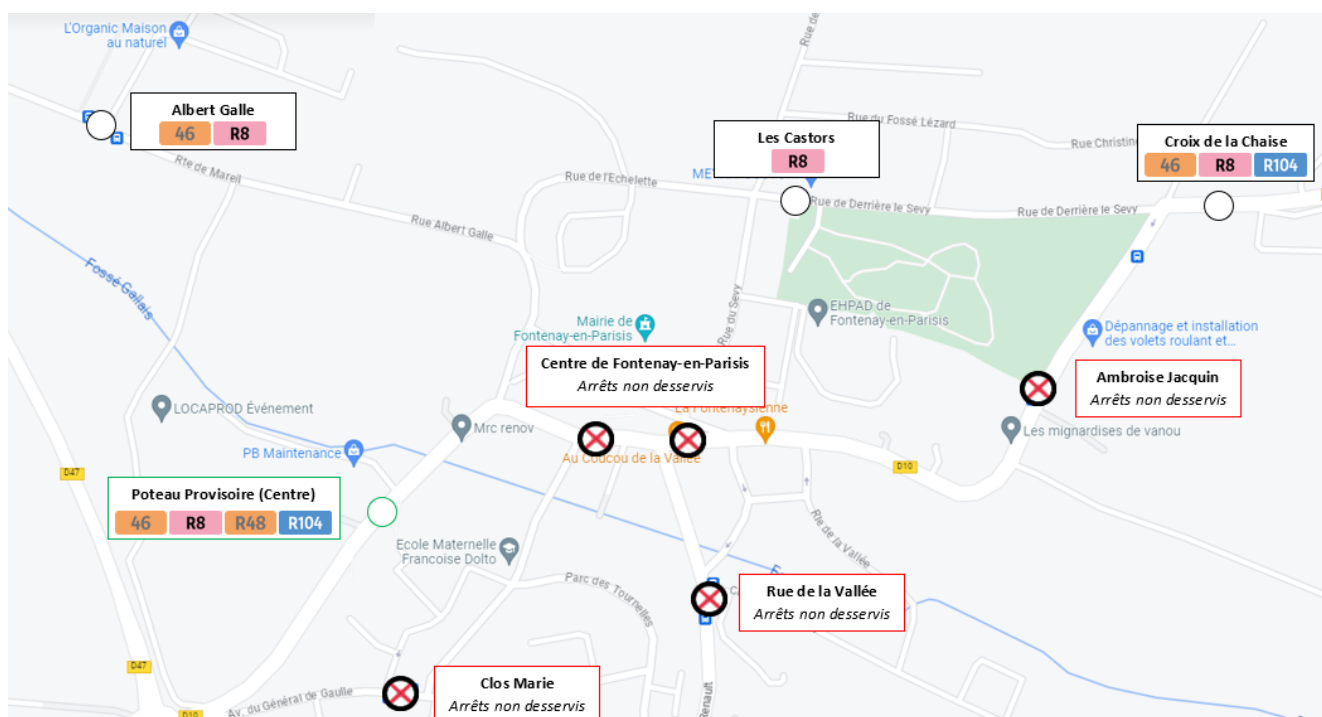 L'Organic Maison
au naturel
Albert Galle
46 R8
Rte de Mareil
Rue Albert Galle
Rue de l'Echelette
Fossé Gallais
Les Castors
R8
Rue du Fossé Lézard
Rue Christine
Croix de la Chaise
46 R8 R104
Rue de Derrière le Sevy
Rue de Derrière le Sevy
Rue du Sevy
EHPAD de
Fontenay-en-Parisis
Mairie de
Fontenay-en-Parisis
Dépannage et installation
des volets roulant et...
Centre de Fontenay-en-Parisis
Arrêts non desservis
Ambroise Jacquin
Arrêts non desservis
La Fontenaysienne
LOCAPROD Événement
Mrc renov
Les mignardises de vanou
PB Maintenance
Au Coucou de la Vallée
D10
D47
Poteau Provisoire (Centre)
46 R8 R48 R104
Ecole Maternelle
Francoise Dolto
Rle de la Vallée
Parc des Tournelles
Rue de la Vallée
Arrêts non desservis
D47
Clos Marie
Arrêts non desservis
Av. du Général de Gaulle
D10
Renault